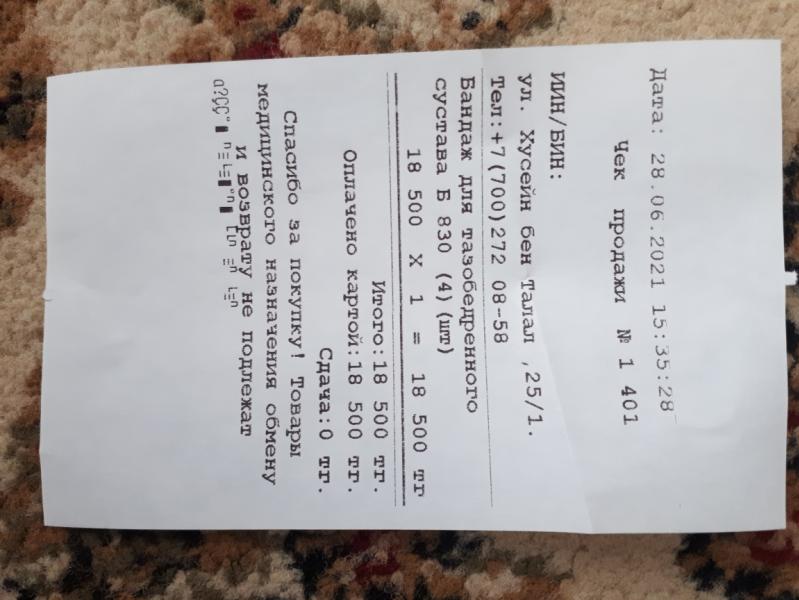 Дата: 28.06.2021 15:35:28
Чек продажи № 1 401
ИИН/БИН:
ул. Хусейн бен Талал ,25/1.
Тел:+7(700)272 08-58
Бандаж для тазобедренного
сустава Б 830 (4)(шт)
18 500 X 1 = 18 500 тг
Итого:18 500 тг.
Оплачено картой:18 500 тг.
Сдача:0 тг.
Спасибо за покупку! Товары
медицинского назначения обмену
и возврату не подлежат